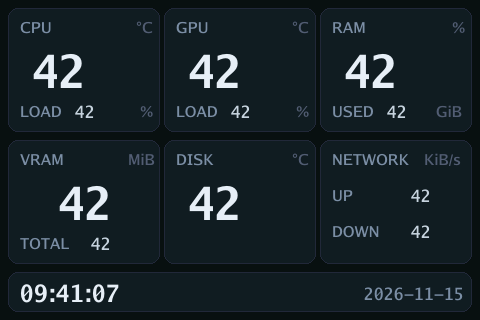 CPU °C
42
LOAD 42 %
GPU °C
42
LOAD 42 %
RAM %
42
USED 42 GiB
VRAM MiB
42
TOTAL 42
DISK °C
42
NETWORK KiB/s
UP 42
DOWN 42
09:41:07 2026-11-15